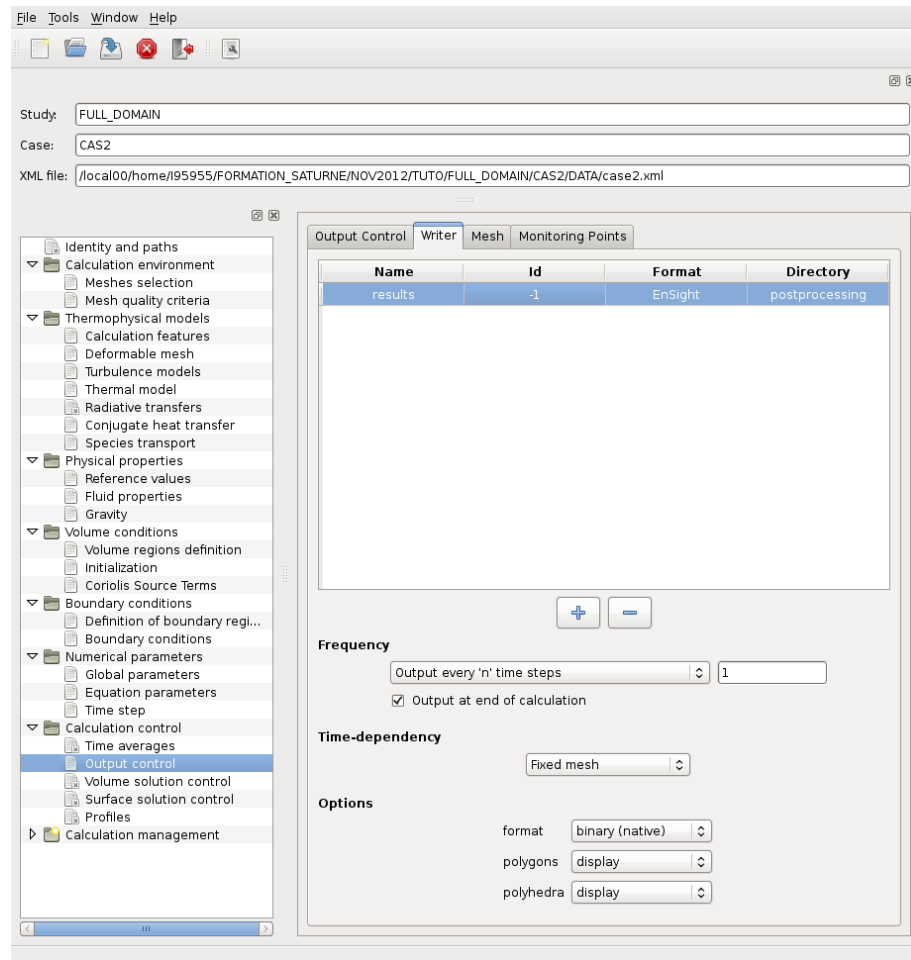 File Tools Window Help
Study: FULL_DOMAIN
Case: CAS2
XML file: /local00/home/I95955/FORMATION_SATURNE/NOV2012/TUTO/FULL_DOMAIN/CAS2/DATA/case2.xml
Identity and paths
Calculation environment
Meshes selection
Mesh quality criteria
Thermophysical models
Calculation features
Deformable mesh
Turbulence models
Thermal model
Radiative transfers
Conjugate heat transfer
Species transport
Physical properties
Reference values
Fluid properties
Gravity
Volume conditions
Volume regions definition
Initialization
Coriolis Source Terms
Boundary conditions
Definition of boundary regi...
Boundary conditions
Numerical parameters
Global parameters
Equation parameters
Time step
Calculation control
Time averages
Output control
Volume solution control
Surface solution control
Profiles
Calculation management
Output Control Writer Mesh Monitoring Points
Name Id Format Directory
results -1 EnSight postprocessing
Frequency
Output every 'n' time steps 1
Output at end of calculation
Time-dependency
Fixed mesh
Options
format binary (native)
polygons display
polyhedra display